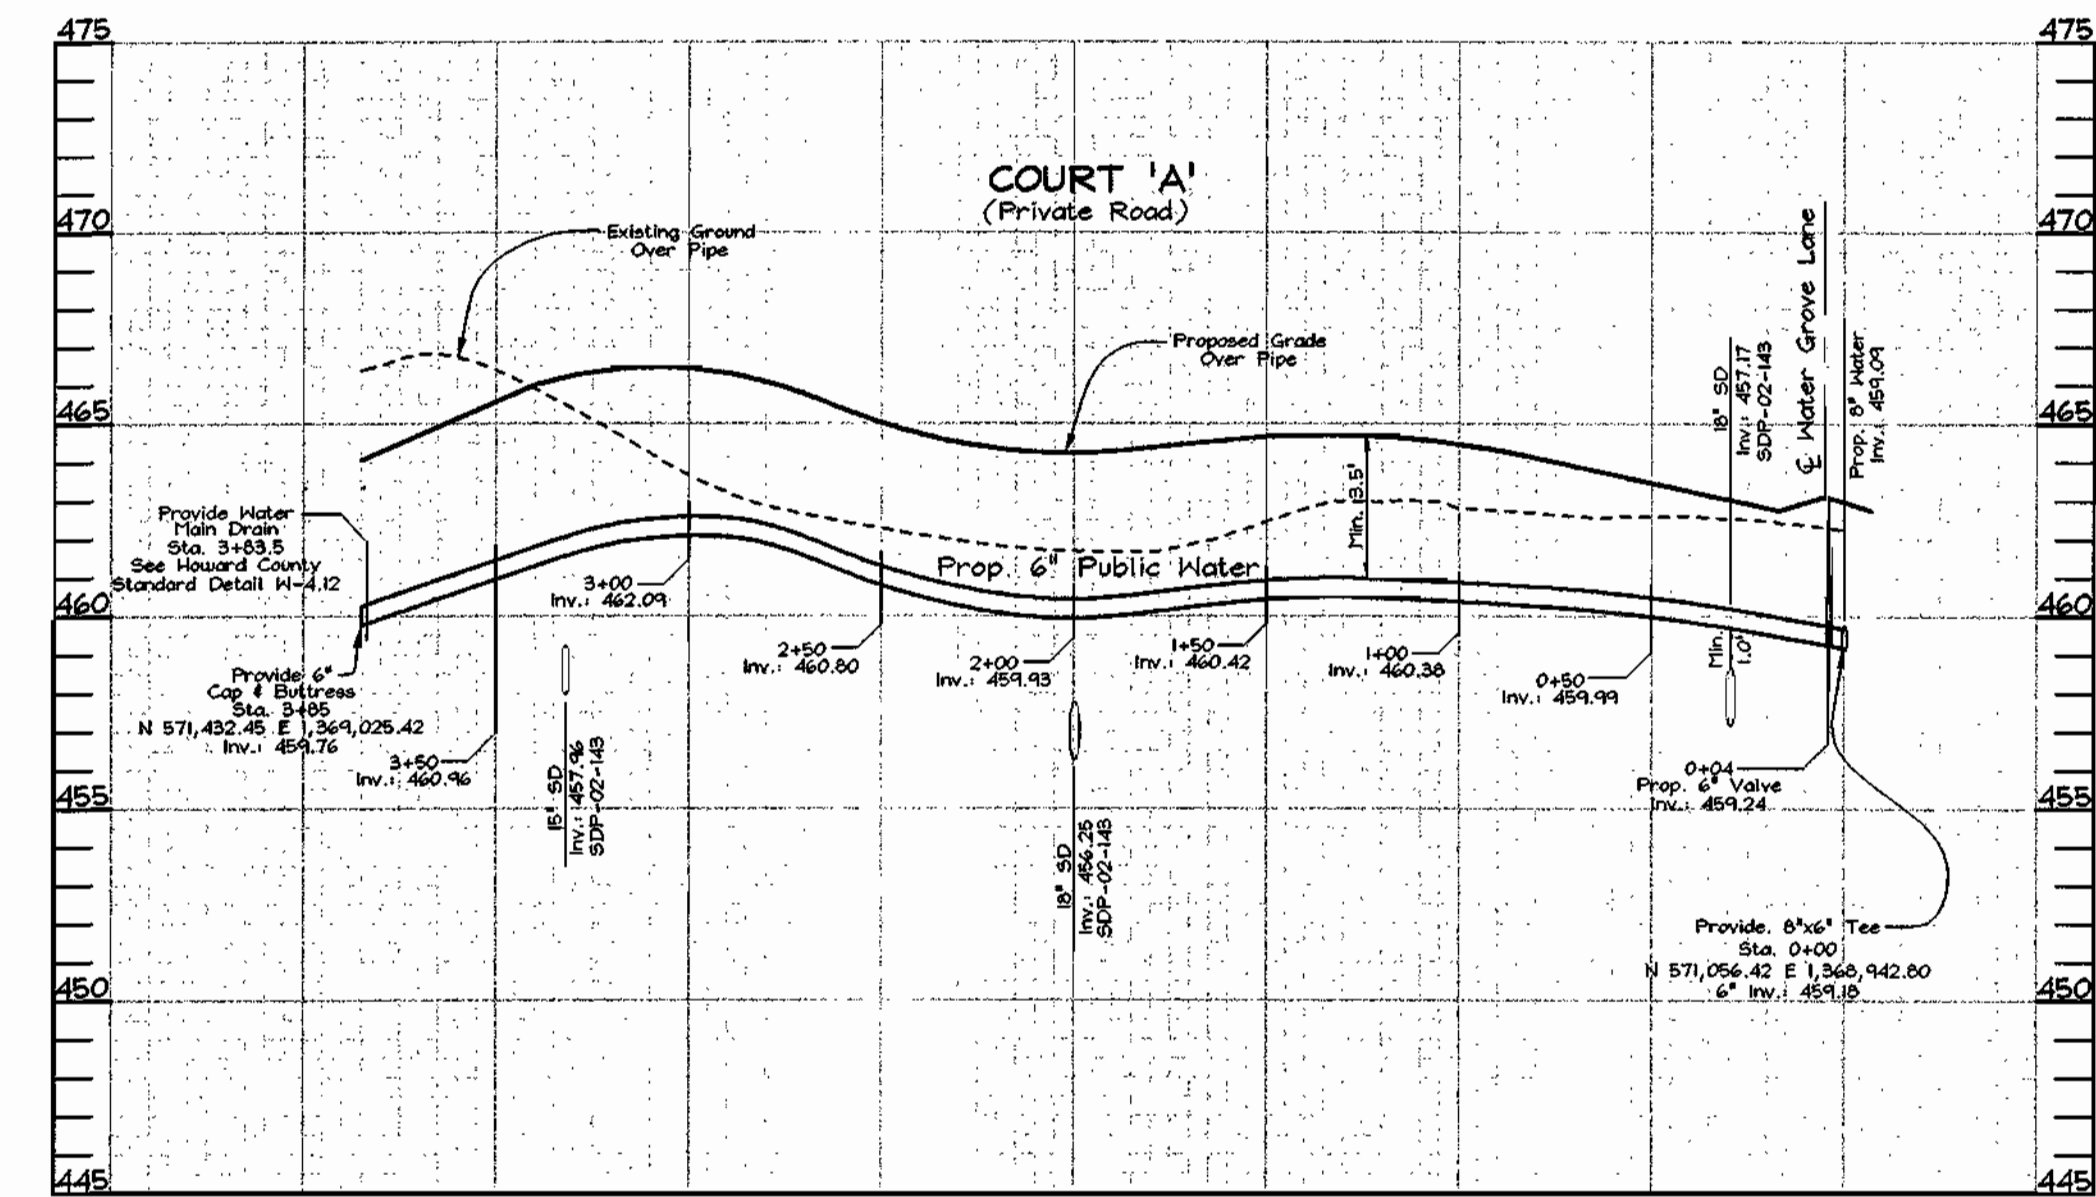 475
475
COURT 'A'
(Private Road)
470
470
Existing Ground
Over Pipe
Proposed Grade
Over Pipe
18" SD
Inv.: 457.17
SDP-02-143
℄ Water Grove Lane
Prop. 8" Water
Inv.: 459.09
465
465
Min. 3.5'
Provide Water
Main Drain
Sta. 3+83.5
See Howard County
Standard Detail W-4.12
Prop. 6" Public Water
460
460
3+00
Inv.: 462.09
2+50
Inv.: 460.80
2+00
Inv.: 459.93
1+50
Inv.: 460.42
1+00
Inv.: 460.38
0+50
Inv.: 459.99
Min.
1.0'
Provide 6"
Cap & Buttress
Sta. 3+85
N 571,432.45 E 1,369,025.42
Inv.: 459.76
3+50
Inv.: 460.96
15" SD
Inv.: 457.96
SDP-02-143
0+04
Prop. 6" Valve
Inv.: 459.24
455
455
18" SD
Inv.: 456.25
SDP-02-143
Provide 8"x6" Tee
Sta. 0+00
N 571,056.42 E 1,368,942.80
6" Inv.: 459.18
450
450
445
445